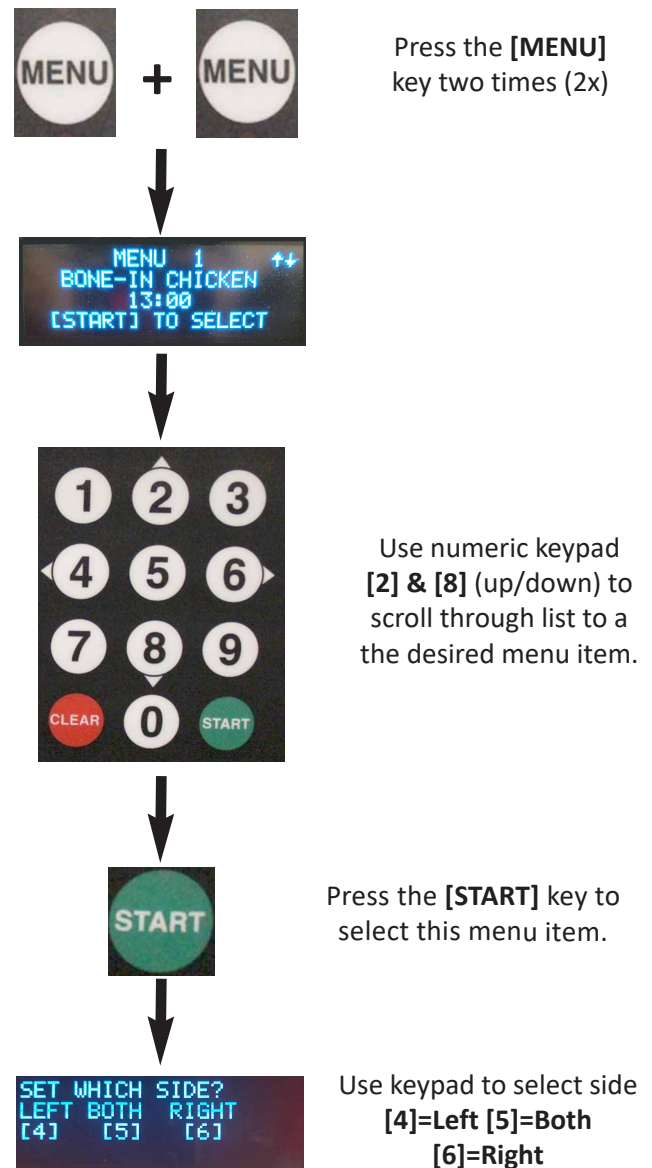 MENU + MENU
Press the [MENU]
key two times (2x)
MENU 1 ↑↓
BONE-IN CHICKEN
13:00
[START] TO SELECT
1 2 3
4 5 6
7 8 9
CLEAR 0 START
Use numeric keypad
[2] & [8] (up/down) to
scroll through list to a
the desired menu item.
START
Press the [START] key to
select this menu item.
SET WHICH SIDE?
LEFT BOTH RIGHT
[4] [5] [6]
Use keypad to select side
[4]=Left [5]=Both
[6]=Right